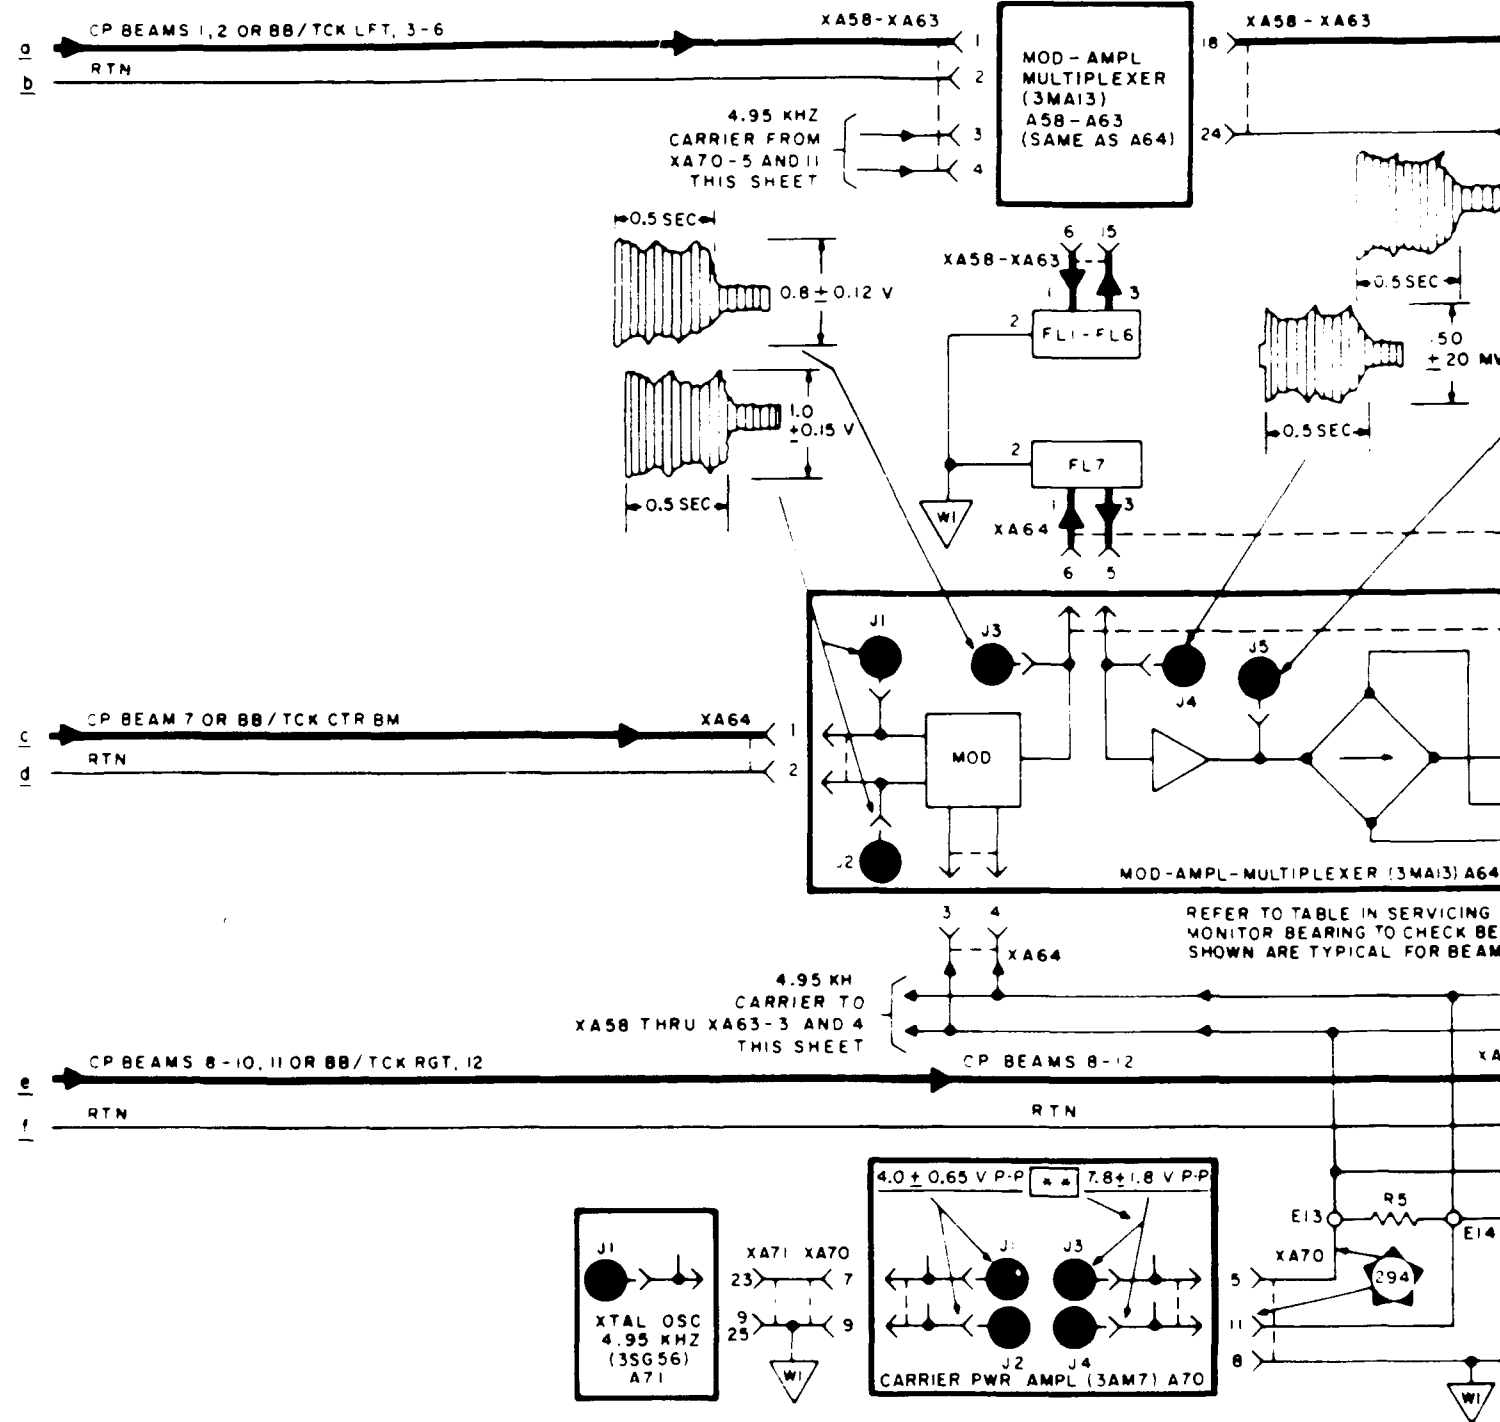 a
CP BEAMS 1, 2 OR BB/TCK LFT, 3-6
XA58-XA63
1
b
RTN
2
4.95 KHZ
CARRIER FROM
XA70-5 AND 11
THIS SHEET
3
4
MOD-AMPL
MULTIPLEXER
(3MA13)
A58-A63
(SAME AS A64)
18
XA58-XA63
24
0.5 SEC
0.8 ± 0.12 V
1.0
±0.15 V
0.5 SEC
6 15
XA58-XA63
1 3
2
FL1-FL6
2
FL7
W1
1 3
XA64
6 5
0.5 SEC
50
± 20 MV
0.5 SEC
J1
J3
J4
J5
c
CP BEAM 7 OR BB/TCK CTR BM
XA64
1
d
RTN
2
MOD
J2
MOD-AMPL-MULTIPLEXER (3MA13) A64
REFER TO TABLE IN SERVICING
MONITOR BEARING TO CHECK BE
SHOWN ARE TYPICAL FOR BEAM
3 4
XA64
4.95 KH
CARRIER TO
XA58 THRU XA63-3 AND 4
THIS SHEET
e
CP BEAMS 8-10, 11 OR BB/TCK RGT, 12
CP BEAMS 8-12
XA
f
RTN
RTN
4.0 ± 0.65 V P-P
* *
7.8±1.8 V P-P
J1
XTAL OSC
4.95 KHZ
(3SG56)
A71
XA71 XA70
23 7
9
25
9
W1
J1
J3
J2
J4
CARRIER PWR AMPL (3AM7) A70
5
11
8
XA70
E13
R5
E14
294
W1